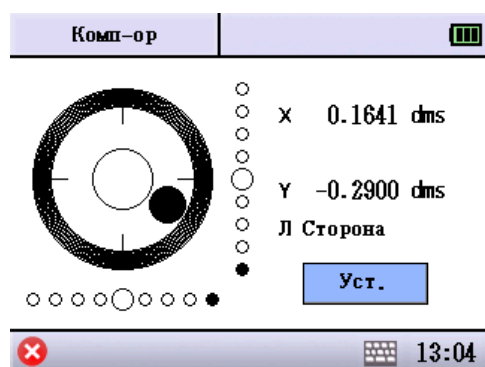 Комп-ор
X 0.1641 dms
Y -0.2900 dms
Л Сторона
Уст.
13:04